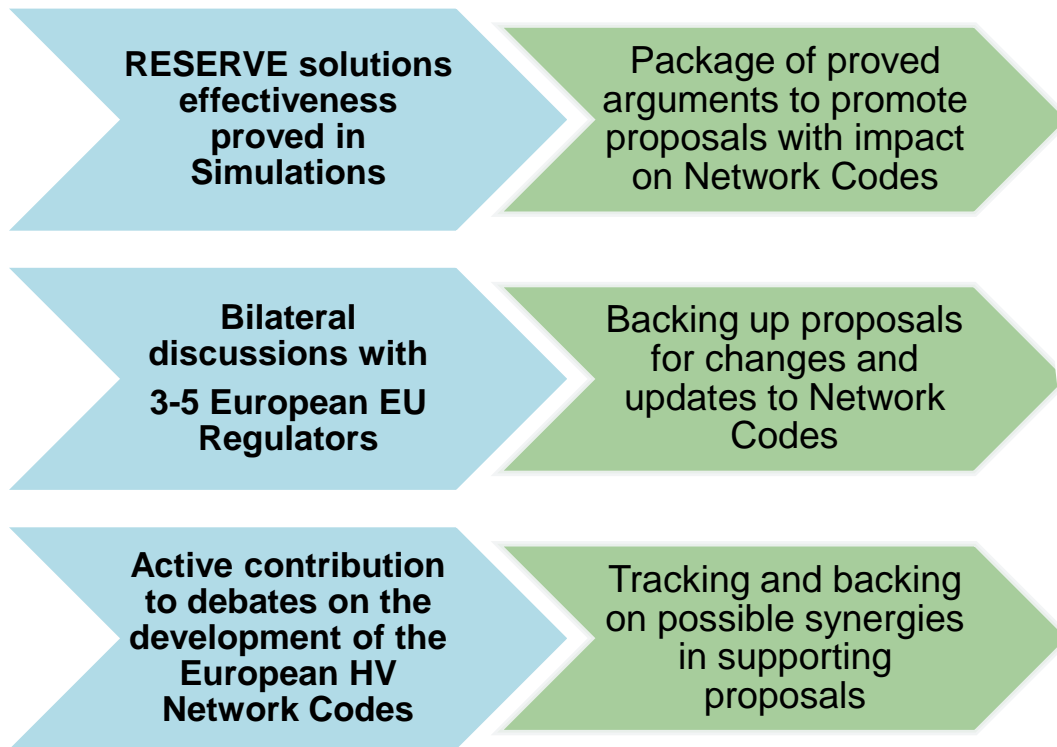 RESERVE solutions
effectiveness
proved in
Simulations
Package of proved
arguments to promote
proposals with impact
on Network Codes
Bilateral
discussions with
3-5 European EU
Regulators
Backing up proposals
for changes and
updates to Network
Codes
Active contribution
to debates on the
development of the
European HV
Network Codes
Tracking and backing
on possible synergies
in supporting
proposals